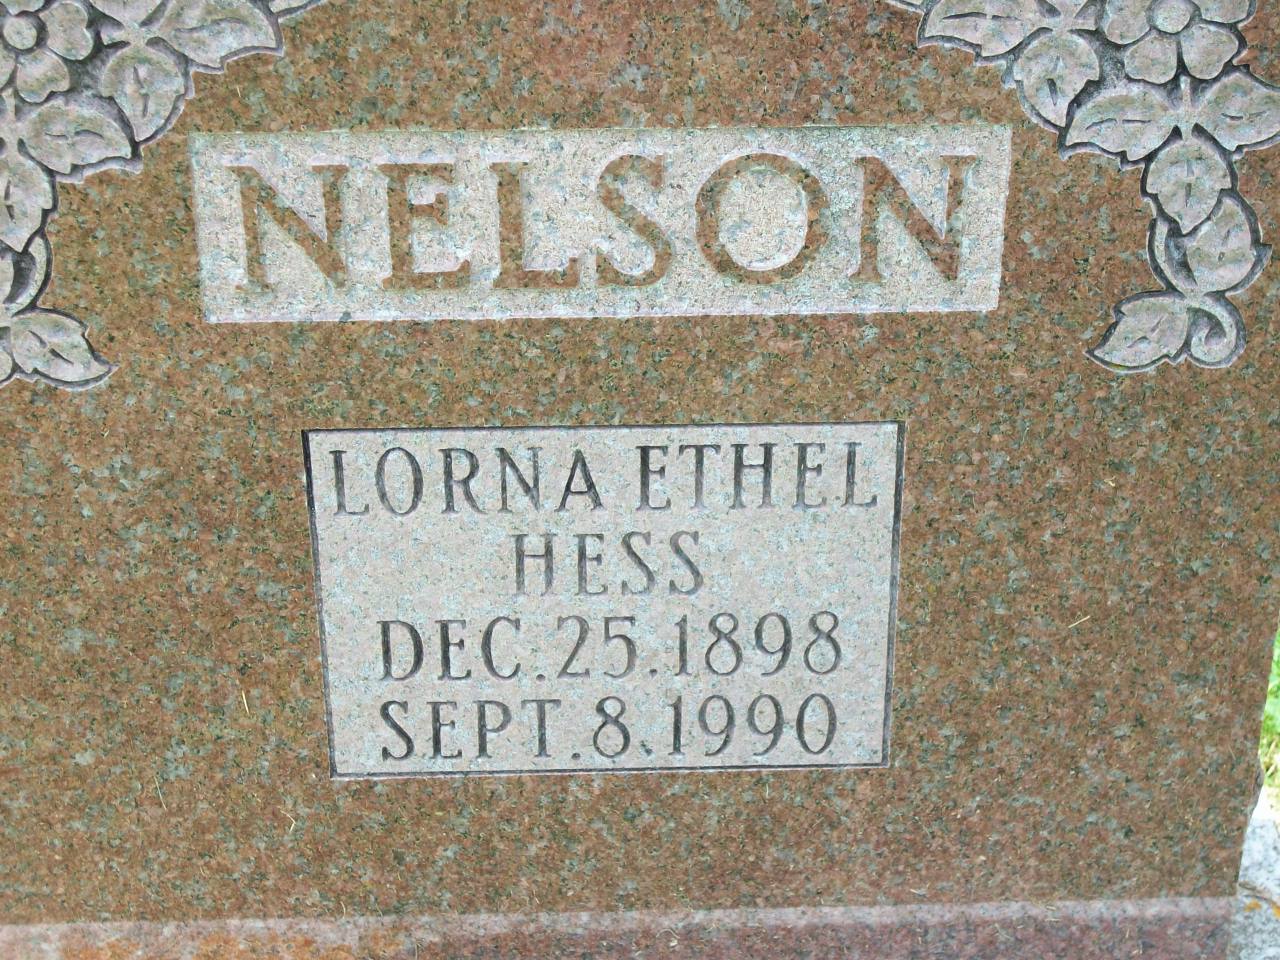 NELSON
LORNA ETHEL
HESS
DEC. 25. 1898
SEPT. 8. 1990